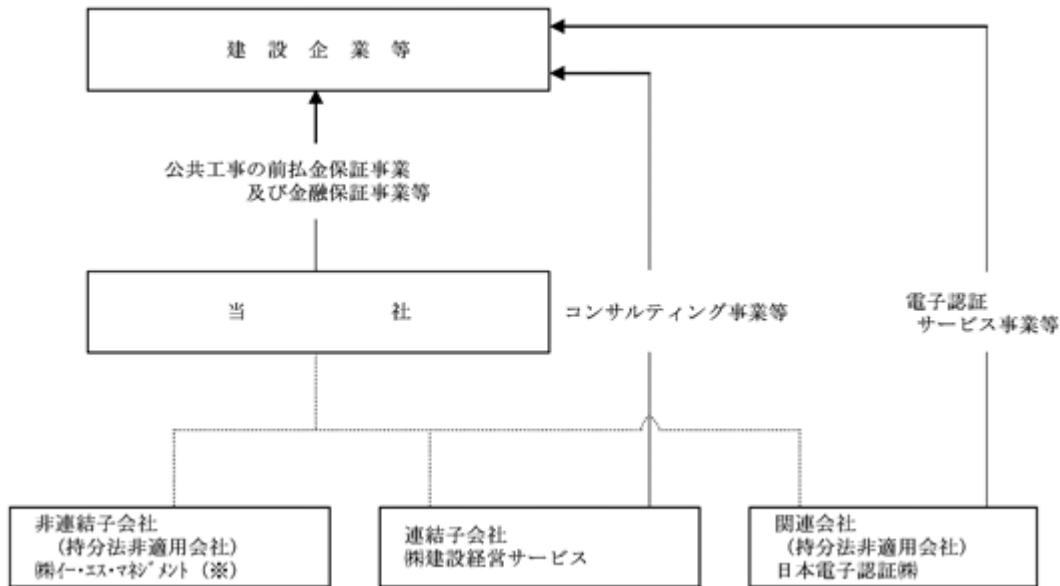 建 設 企 業 等
公共工事の前払金保証事業
及び金融保証事業等
当 社
コンサルティング事業等
電子認証
サービス事業等
非連結子会社
(持分法非適用会社)
㈱イー・エス・マネジメント (※)
連結子会社
㈱建設経営サービス
関連会社
(持分法非適用会社)
日本電子認証㈱